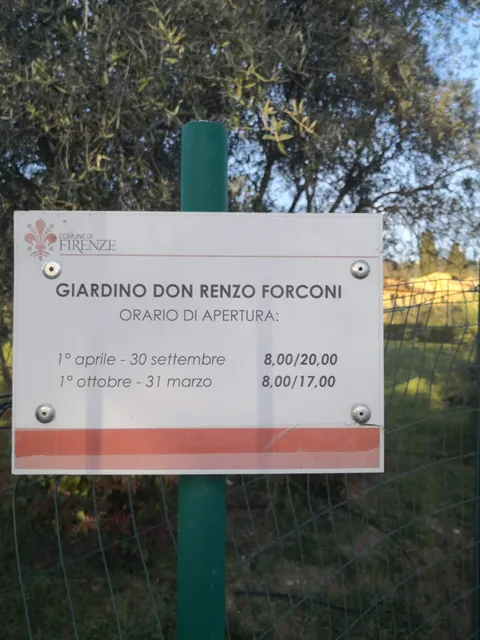 COMUNE DI
FIRENZE
GIARDINO DON RENZO FORCONI
ORARIO DI APERTURA:
1° aprile - 30 settembre 8,00/20,00
1° ottobre - 31 marzo 8,00/17,00